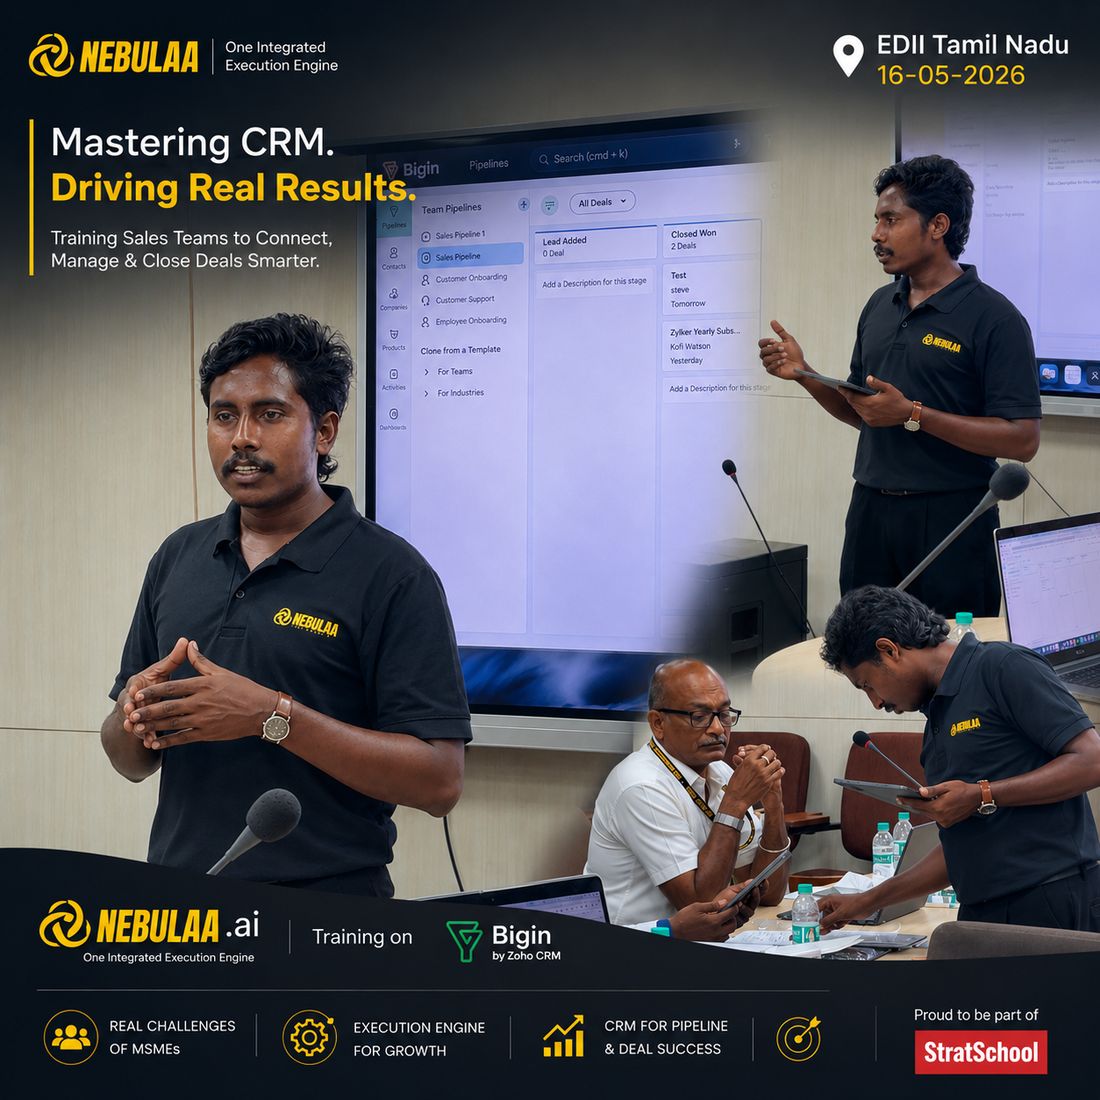 NEBULAA
One Integrated
Execution Engine
EDII Tamil Nadu
16-05-2026
Mastering CRM.
Driving Real Results.
Training Sales Teams to Connect,
Manage & Close Deals Smarter.
Bigin
Pipelines
Search (cmd + k)
Pipelines
Contacts
Companies
Products
Activities
Dashboards
Team Pipelines
Sales Pipeline 1
Sales Pipeline
Customer Onboarding
Customer Support
Employee Onboarding
Clone from a Template
For Teams
For Industries
All Deals
Lead Added
0 Deal
Add a Description for this stage
Closed Won
2 Deals
Test
steve
Tomorrow
Zylker Yearly Subs...
Kofi Watson
Yesterday
Add a Description for this stage
NEBULAA
NEBULAA
NEBULAA
NEBULAA.ai
One Integrated Execution Engine
Training on
Bigin
by Zoho CRM
REAL CHALLENGES
OF MSMEs
EXECUTION ENGINE
FOR GROWTH
CRM FOR PIPELINE
& DEAL SUCCESS
Proud to be part of
StratSchool